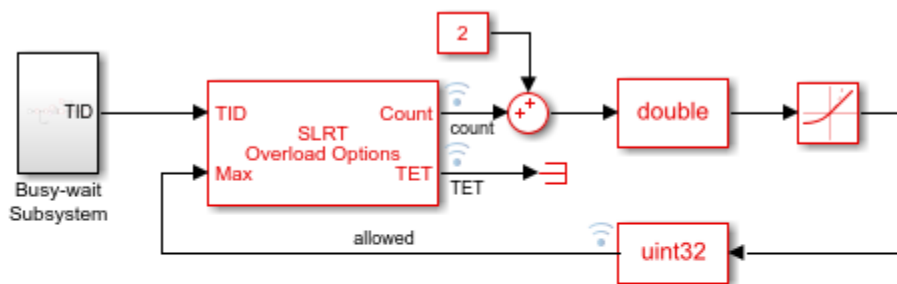 2
TID
Busy-wait
Subsystem
TID
Count
SLRT
Overload Options
Max
TET
count
TET
++
double
allowed
uint32